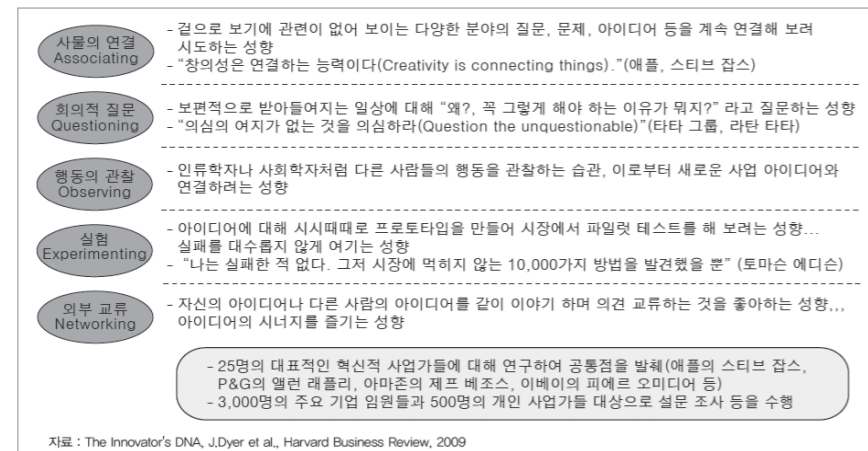 사물의 연결
Associating
- 겉으로 보기에 관련이 없어 보이는 다양한 분야의 질문, 문제, 아이디어 등을 계속 연결해 보려
시도하는 성향
- “창의성은 연결하는 능력이다(Creativity is connecting things).”(애플, 스티브 잡스)
회의적 질문
Questioning
- 보편적으로 받아들여지는 일상에 대해 “왜?, 꼭 그렇게 해야 하는 이유가 뭐지?” 라고 질문하는 성향
- “의심의 여지가 없는 것을 의심하라(Question the unquestionable)”(타타 그룹, 라탄 타타)
행동의 관찰
Observing
- 인류학자나 사회학자처럼 다른 사람들의 행동을 관찰하는 습관, 이로부터 새로운 사업 아이디어와
연결하려는 성향
실험
Experimenting
- 아이디어에 대해 시시때때로 프로토타입을 만들어 시장에서 파일럿 테스트를 해 보려는 성향...
실패를 대수롭지 않게 여기는 성향
- “나는 실패한 적 없다. 그저 시장에 먹히지 않는 10,000가지 방법을 발견했을 뿐” (토마슨 에디슨)
외부 교류
Networking
- 자신의 아이디어나 다른 사람의 아이디어를 같이 이야기 하며 의견 교류하는 것을 좋아하는 성향,,,
아이디어의 시너지를 즐기는 성향
- 25명의 대표적인 혁신적 사업가들에 대해 연구하여 공통점을 발췌(애플의 스티브 잡스,
P&G의 앨런 래플리, 아마존의 제프 베조스, 이베이의 피에르 오미디어 등)
- 3,000명의 주요 기업 임원들과 500명의 개인 사업가들 대상으로 설문 조사 등을 수행
자료 : The Innovator's DNA, J.Dyer et al., Harvard Business Review, 2009